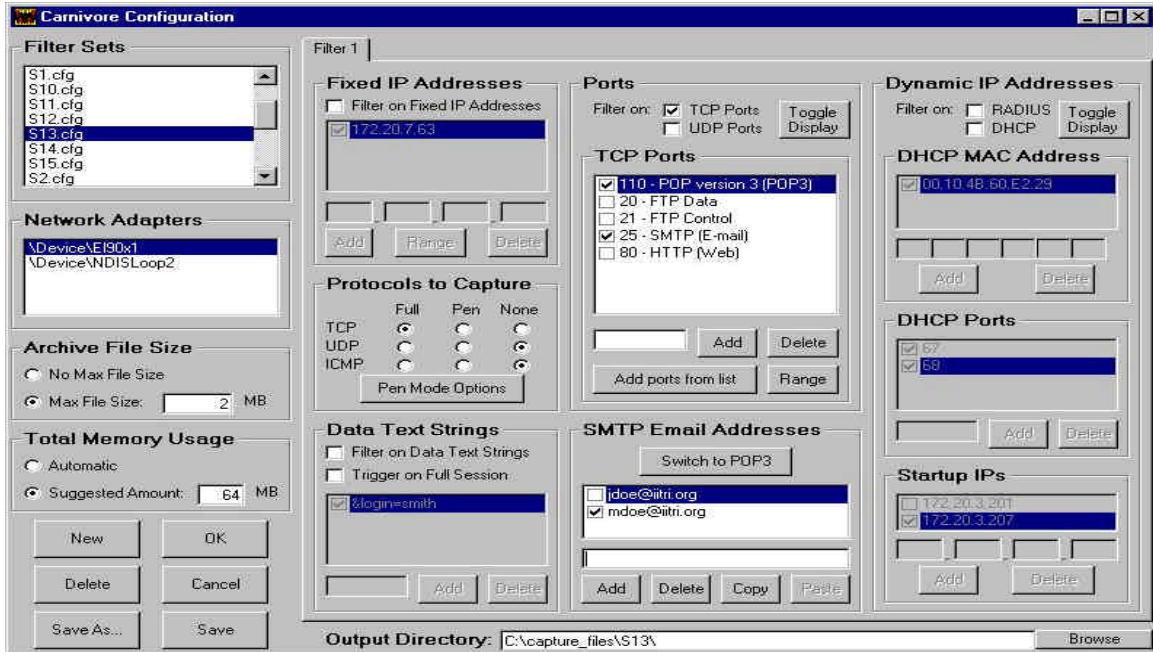 Carnivore Configuration
Filter Sets
S1.cfg
S10.cfg
S11.cfg
S12.cfg
S13.cfg
S14.cfg
S15.cfg
S2.cfg
Network Adapters
\Device\El90x1
\Device\NDISLoop2
Archive File Size
No Max File Size
Max File Size: 2 MB
Total Memory Usage
Automatic
Suggested Amount: 64 MB
New OK
Delete Cancel
Save As... Save
Filter 1
Fixed IP Addresses
Filter on Fixed IP Addresses
172.20.7.63
Add Range Delete
Protocols to Capture
Full Pen None
TCP
UDP
ICMP
Pen Mode Options
Data Text Strings
Filter on Data Text Strings
Trigger on Full Session
&login=smith
Add Delete
Ports
Filter on: TCP Ports
UDP Ports
Toggle Display
TCP Ports
110 - POP version 3 (POP3)
20 - FTP Data
21 - FTP Control
25 - SMTP (E-mail)
80 - HTTP (Web)
Add Delete
Add ports from list Range
SMTP Email Addresses
Switch to POP3
jdoe@iitri.org
mdoe@iitri.org
Add Delete Copy Paste
Dynamic IP Addresses
Filter on: RADIUS
DHCP
Toggle Display
DHCP MAC Address
00.10.4B.60.E2.29
Add Delete
DHCP Ports
67
68
Add Delete
Startup IPs
172.20.3.201
172.20.3.207
Add Delete
Output Directory: C:\capture_files\S13\ Browse